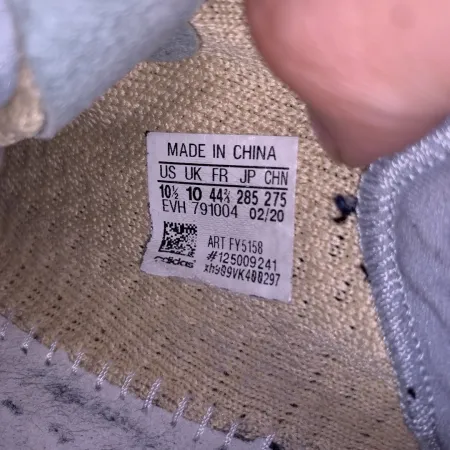 MADE IN CHINA
US UK FR JP CHN
10½ 10 44⅔ 285 275
EVH 791004 02/20
ART FY5158
#125009241
adidas